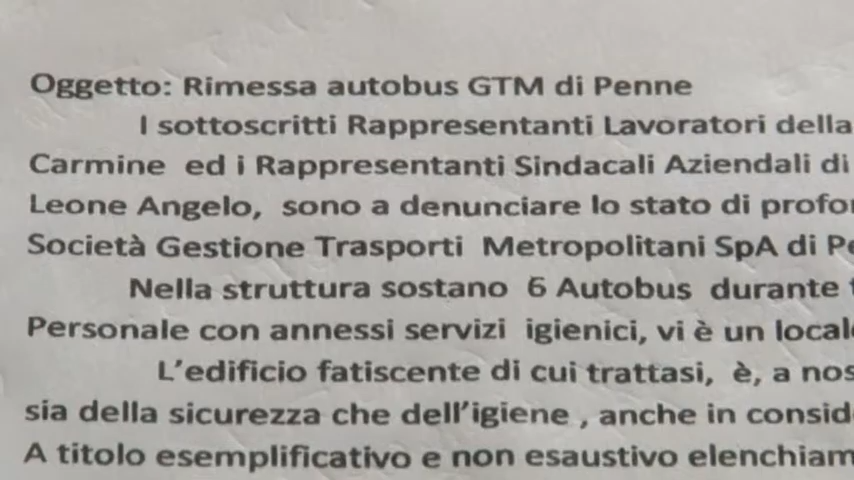 Oggetto: Rimessa autobus GTM di Penne
I sottoscritti Rappresentanti Lavoratori della
Carmine ed i Rappresentanti Sindacali Aziendali di
Leone Angelo, sono a denunciare lo stato di
Società Gestione Trasporti Metropolitani SpA di
Nella struttura sostano 6 Autobus durante
Personale con annessi servizi igienici, vi è un
L'edificio fatiscente di cui trattasi, è, a
sia della sicurezza che dell'igiene , anche in
A titolo esemplificativo e non esaustivo